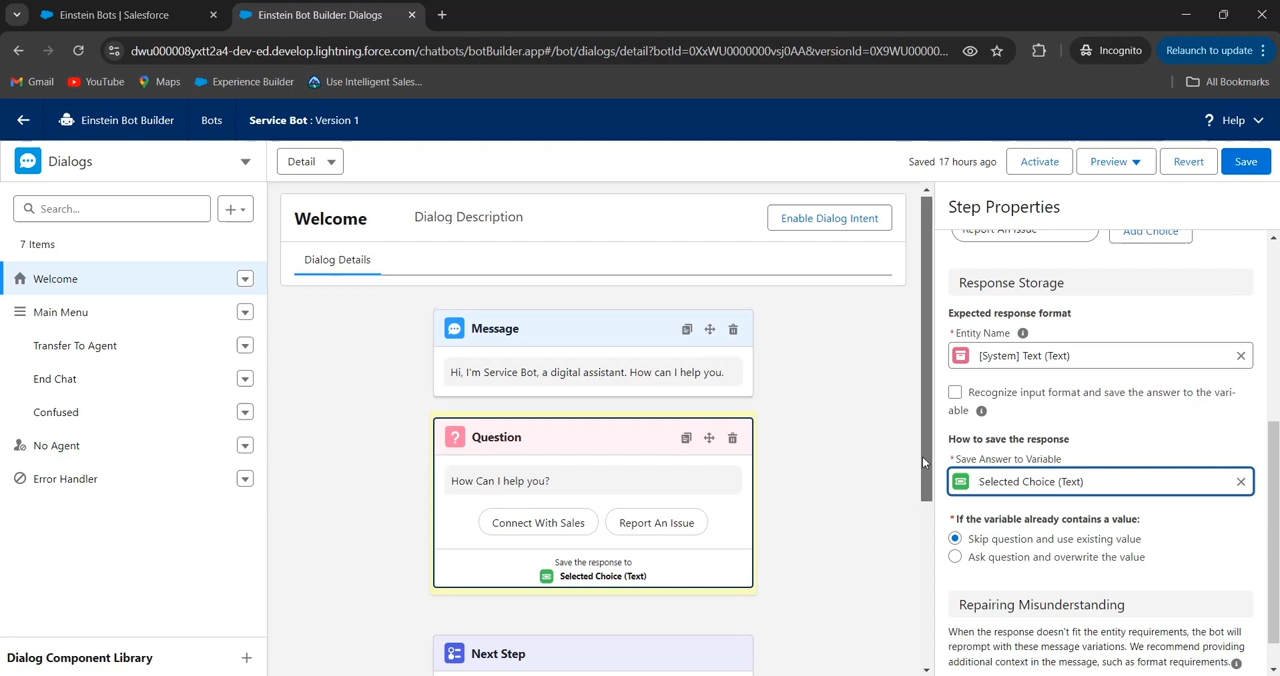 Einstein Bots | Salesforce
Einstein Bot Builder: Dialogs
dwu000008yxtt2a4-dev-ed.develop.lightning.force.com/chatbots/botBuilder.app#/bot/dialogs/detail?botId=0XxWU0000000vsj0AA&versionId=0X9WU00000...
Incognito
Relaunch to update
Gmail
YouTube
Maps
Experience Builder
Use Intelligent Sales...
All Bookmarks
Einstein Bot Builder
Bots
Service Bot : Version 1
? Help
Dialogs
Detail
Saved 17 hours ago
Activate
Preview
Revert
Save
Search...
7 Items
Welcome
Main Menu
Transfer To Agent
End Chat
Confused
No Agent
Error Handler
Dialog Component Library
Welcome
Dialog Description
Enable Dialog Intent
Dialog Details
Message
Hi, I'm Service Bot, a digital assistant. How can I help you.
? Question
How Can I help you?
Connect With Sales
Report An Issue
Save the response to
Selected Choice (Text)
Next Step
Step Properties
Report An Issue
Add Choice
Response Storage
Expected response format
* Entity Name
[System] Text (Text)
Recognize input format and save the answer to the vari-
able
How to save the response
* Save Answer to Variable
Selected Choice (Text)
* If the variable already contains a value:
Skip question and use existing value
Ask question and overwrite the value
Repairing Misunderstanding
When the response doesn't fit the entity requirements, the bot will
reprompt with these message variations. We recommend providing
additional context in the message, such as format requirements.